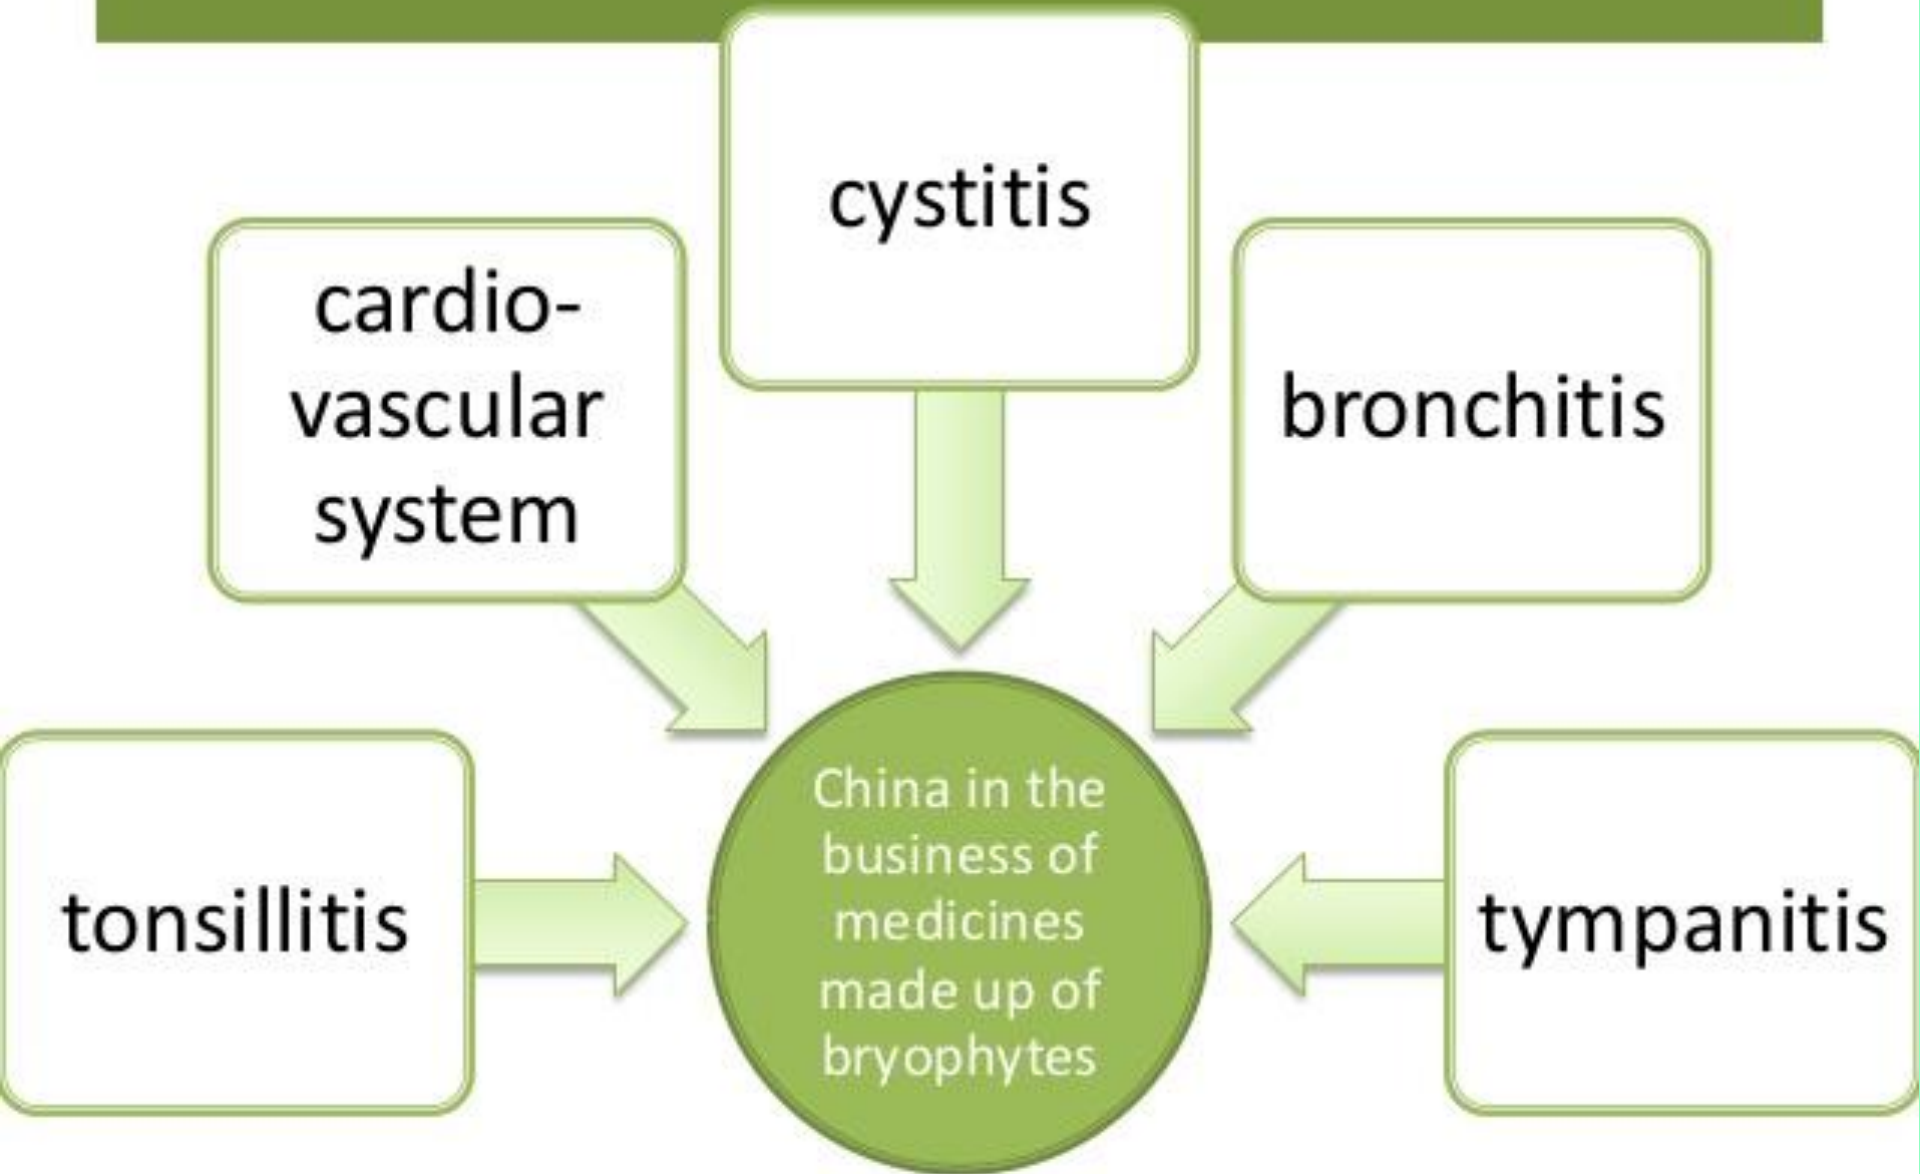 cystitis
cardio-
vascular
system
bronchitis
tonsillitis
China in the
business of
medicines
made up of
bryophytes
tympanitis